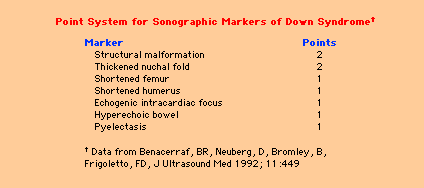 Point System for Sonographic Markers of Down Syndrome†
Marker Points
Structural malformation 2
Thickened nuchal fold 2
Shortened femur 1
Shortened humerus 1
Echogenic intracardiac focus 1
Hyperechoic bowel 1
Pyelectasis 1
† Data from Benacerraf, BR, Neuberg, D, Bromley, B,
Frigoletto, FD, J Ultrasound Med 1992; 11:449